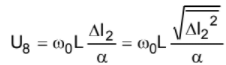 U₈ = ω₀L ΔI₂/α = ω₀L √(ΔI₂²)/α